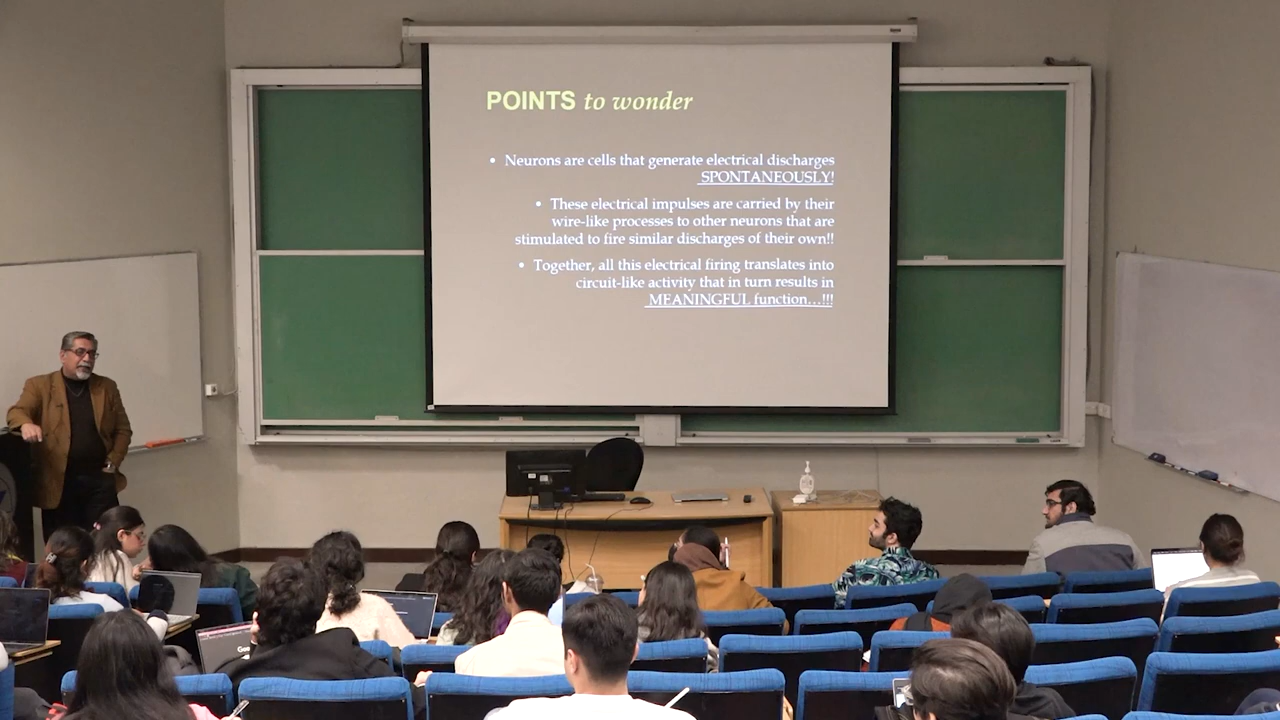 POINTS to wonder
• Neurons are cells that generate electrical discharges
SPONTANEOUSLY!
• These electrical impulses are carried by their
wire-like processes to other neurons that are
stimulated to fire similar discharges of their own!!
• Together, all this electrical firing translates into
circuit-like activity that in turn results in
MEANINGFUL function...!!!